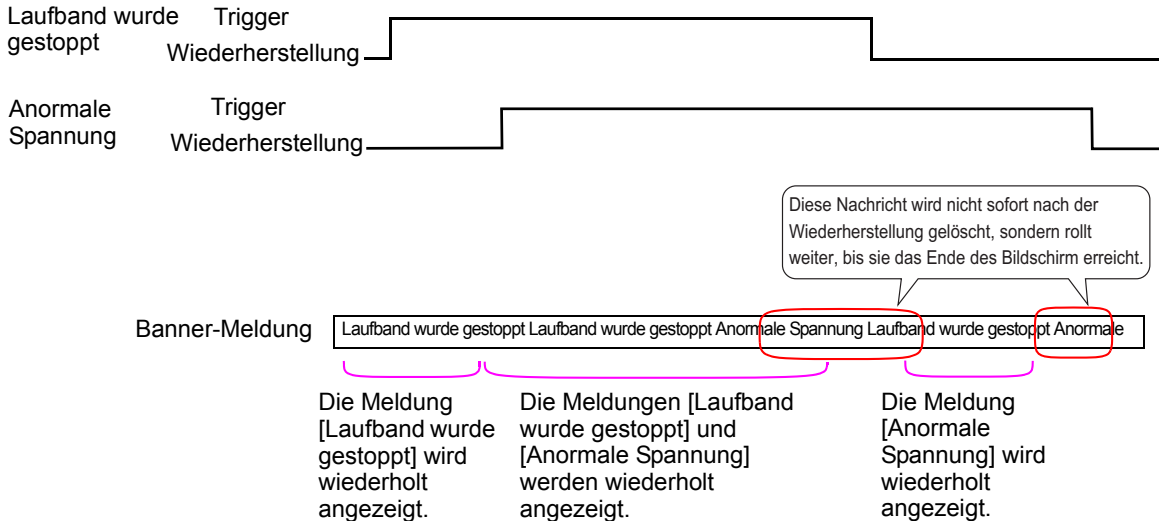 Laufband wurde gestoppt
Trigger
Wiederherstellung
Anormale Spannung
Trigger
Wiederherstellung
Diese Nachricht wird nicht sofort nach der
Wiederherstellung gelöscht, sondern rollt
weiter, bis sie das Ende des Bildschirm erreicht.
Banner-Meldung
Laufband wurde gestoppt Laufband wurde gestoppt Anormale Spannung Laufband wurde gestoppt Anormale
Die Meldung
[Laufband wurde
gestoppt] wird
wiederholt
angezeigt.
Die Meldungen [Laufband
wurde gestoppt] und
[Anormale Spannung]
werden wiederholt
angezeigt.
Die Meldung
[Anormale
Spannung] wird
wiederholt
angezeigt.